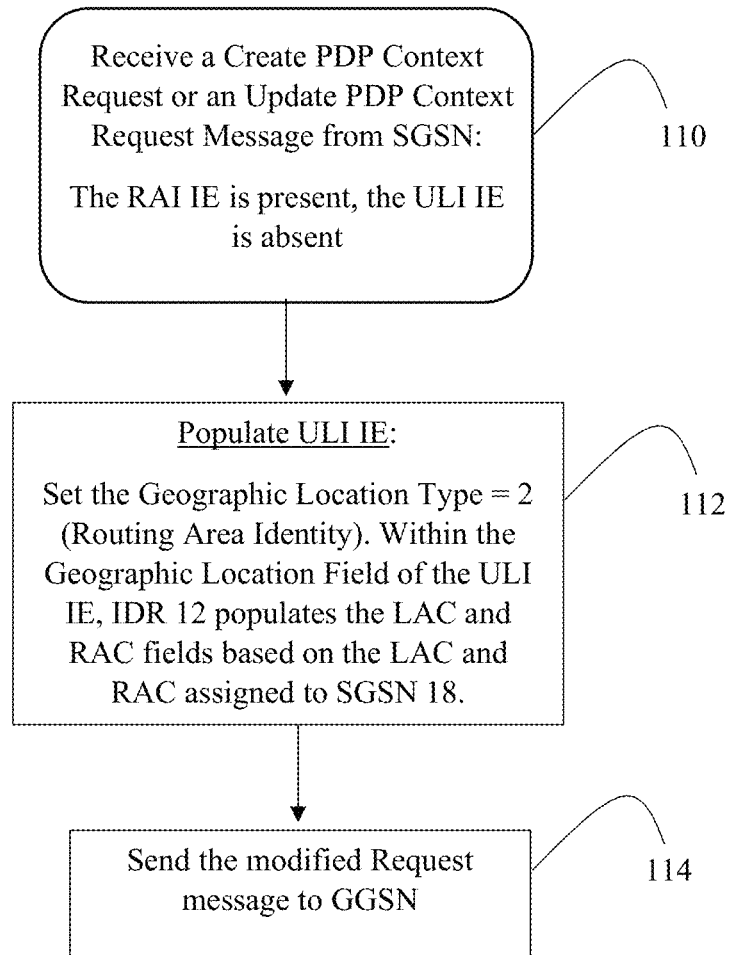 Receive a Create PDP Context
Request or an Update PDP Context
Request Message from SGSN:
The RAI IE is present, the ULI IE
is absent
110
Populate ULI IE:
Set the Geographic Location Type = 2
(Routing Area Identity). Within the
Geographic Location Field of the ULI
IE, IDR 12 populates the LAC and
RAC fields based on the LAC and
RAC assigned to SGSN 18.
112
Send the modified Request
message to GGSN
114